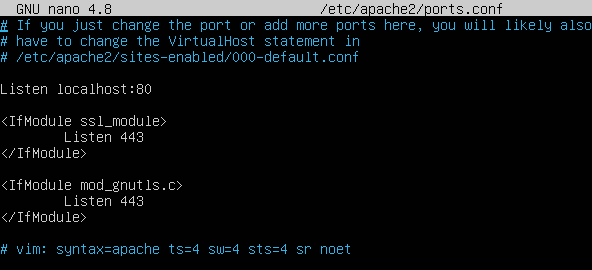 GNU nano 4.8 /etc/apache2/ports.conf
# If you just change the port or add more ports here, you will likely also
# have to change the VirtualHost statement in
# /etc/apache2/sites-enabled/000-default.conf
Listen localhost:80
<IfModule ssl_module>
Listen 443
</IfModule>
<IfModule mod_gnutls.c>
Listen 443
</IfModule>
# vim: syntax=apache ts=4 sw=4 sts=4 sr noet